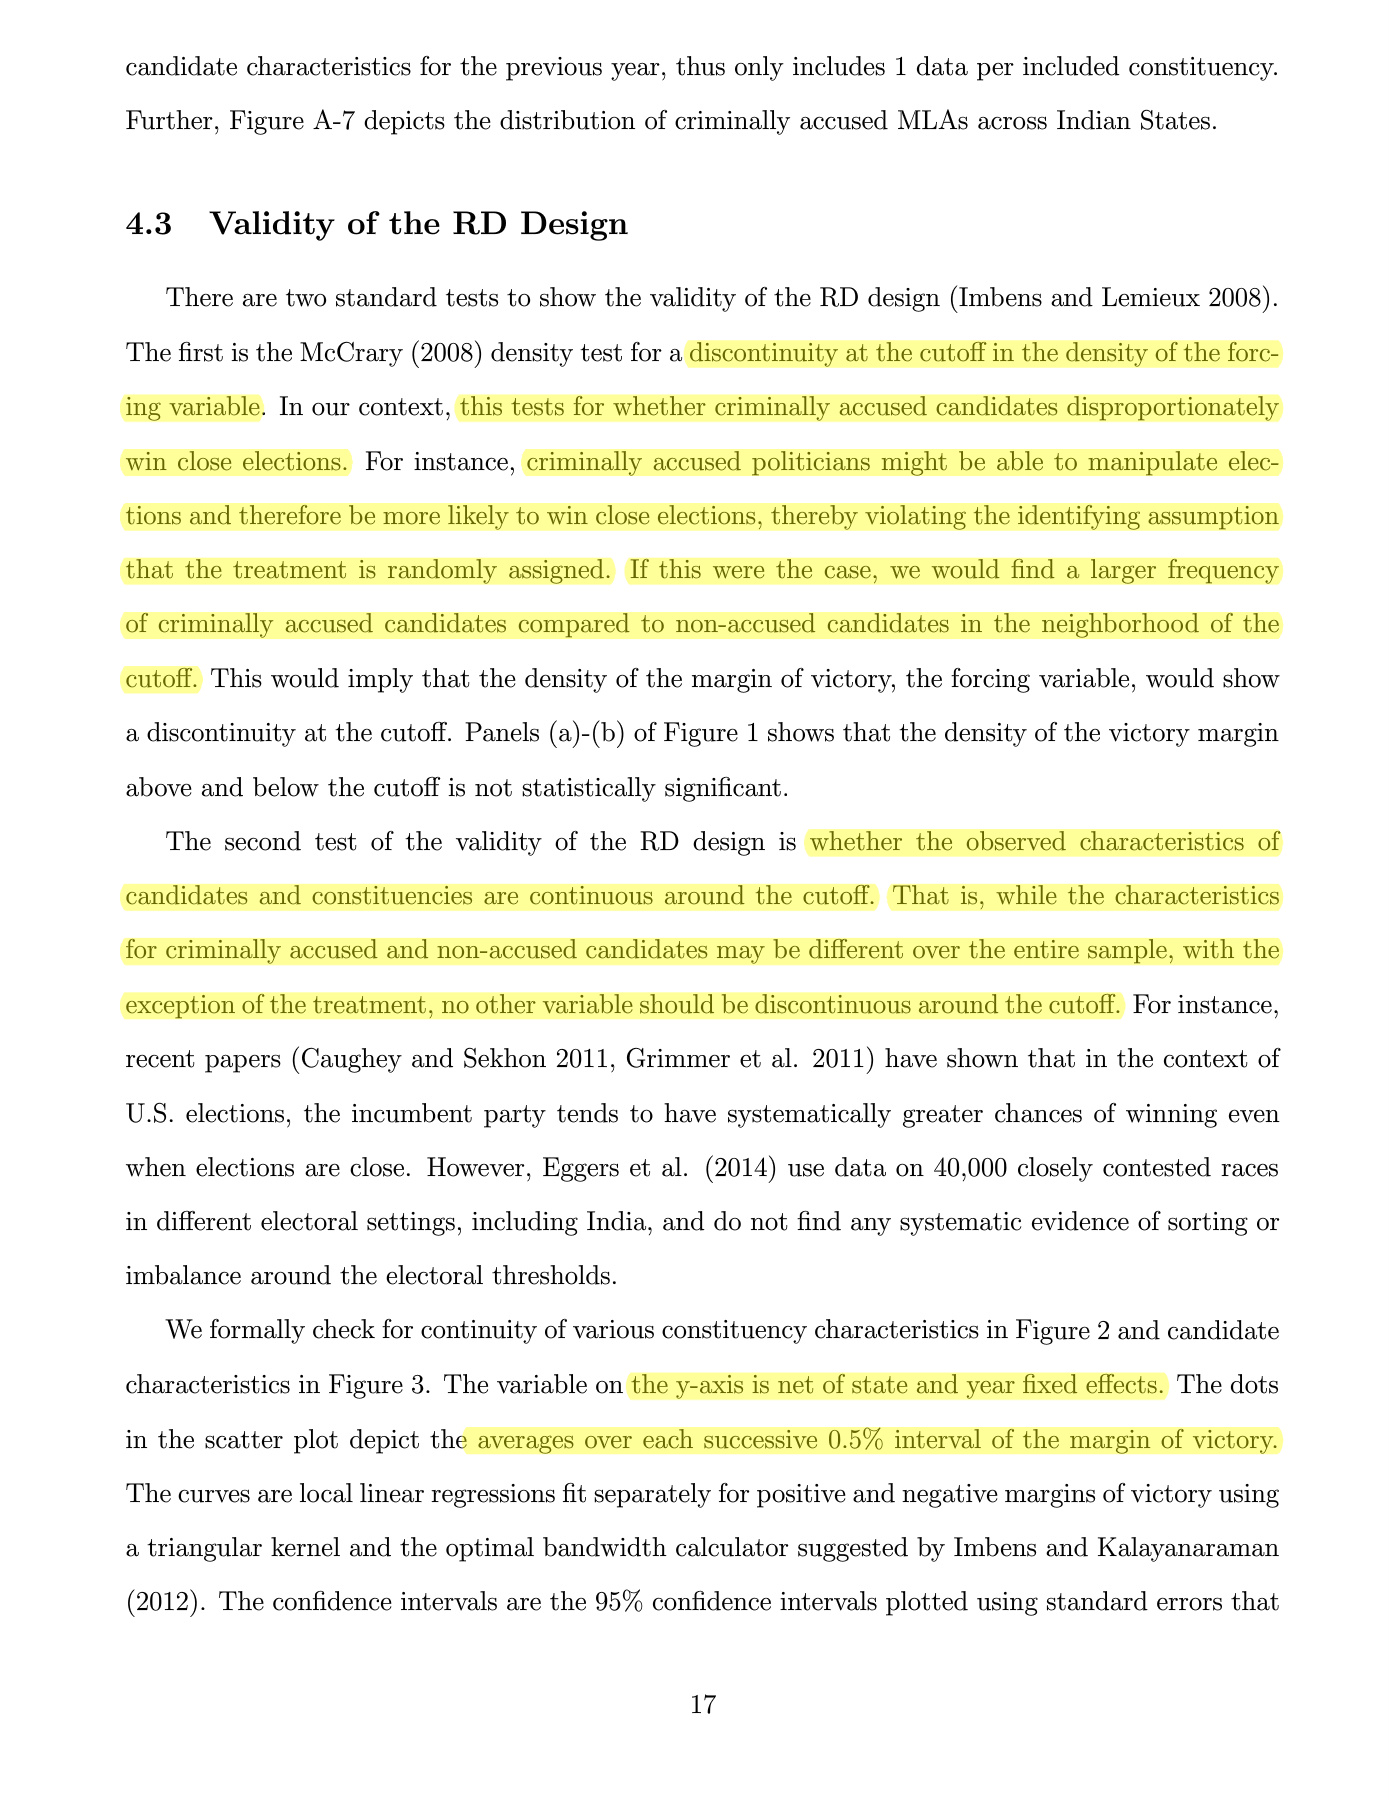 candidate characteristics for the previous year, thus only includes 1 data per included constituency.
Further, Figure A-7 depicts the distribution of criminally accused MLAs across Indian States.
4.3 Validity of the RD Design
There are two standard tests to show the validity of the RD design (Imbens and Lemieux 2008).
The first is the McCrary (2008) density test for a discontinuity at the cutoff in the density of the forc-
ing variable. In our context, this tests for whether criminally accused candidates disproportionately
win close elections. For instance, criminally accused politicians might be able to manipulate elec-
tions and therefore be more likely to win close elections, thereby violating the identifying assumption
that the treatment is randomly assigned. If this were the case, we would find a larger frequency
of criminally accused candidates compared to non-accused candidates in the neighborhood of the
cutoff. This would imply that the density of the margin of victory, the forcing variable, would show
a discontinuity at the cutoff. Panels (a)-(b) of Figure 1 shows that the density of the victory margin
above and below the cutoff is not statistically significant.
The second test of the validity of the RD design is whether the observed characteristics of
candidates and constituencies are continuous around the cutoff. That is, while the characteristics
for criminally accused and non-accused candidates may be different over the entire sample, with the
exception of the treatment, no other variable should be discontinuous around the cutoff. For instance,
recent papers (Caughey and Sekhon 2011, Grimmer et al. 2011) have shown that in the context of
U.S. elections, the incumbent party tends to have systematically greater chances of winning even
when elections are close. However, Eggers et al. (2014) use data on 40,000 closely contested races
in different electoral settings, including India, and do not find any systematic evidence of sorting or
imbalance around the electoral thresholds.
We formally check for continuity of various constituency characteristics in Figure 2 and candidate
characteristics in Figure 3. The variable on the y-axis is net of state and year fixed effects. The dots
in the scatter plot depict the averages over each successive 0.5% interval of the margin of victory.
The curves are local linear regressions fit separately for positive and negative margins of victory using
a triangular kernel and the optimal bandwidth calculator suggested by Imbens and Kalayanaraman
(2012). The confidence intervals are the 95% confidence intervals plotted using standard errors that
17